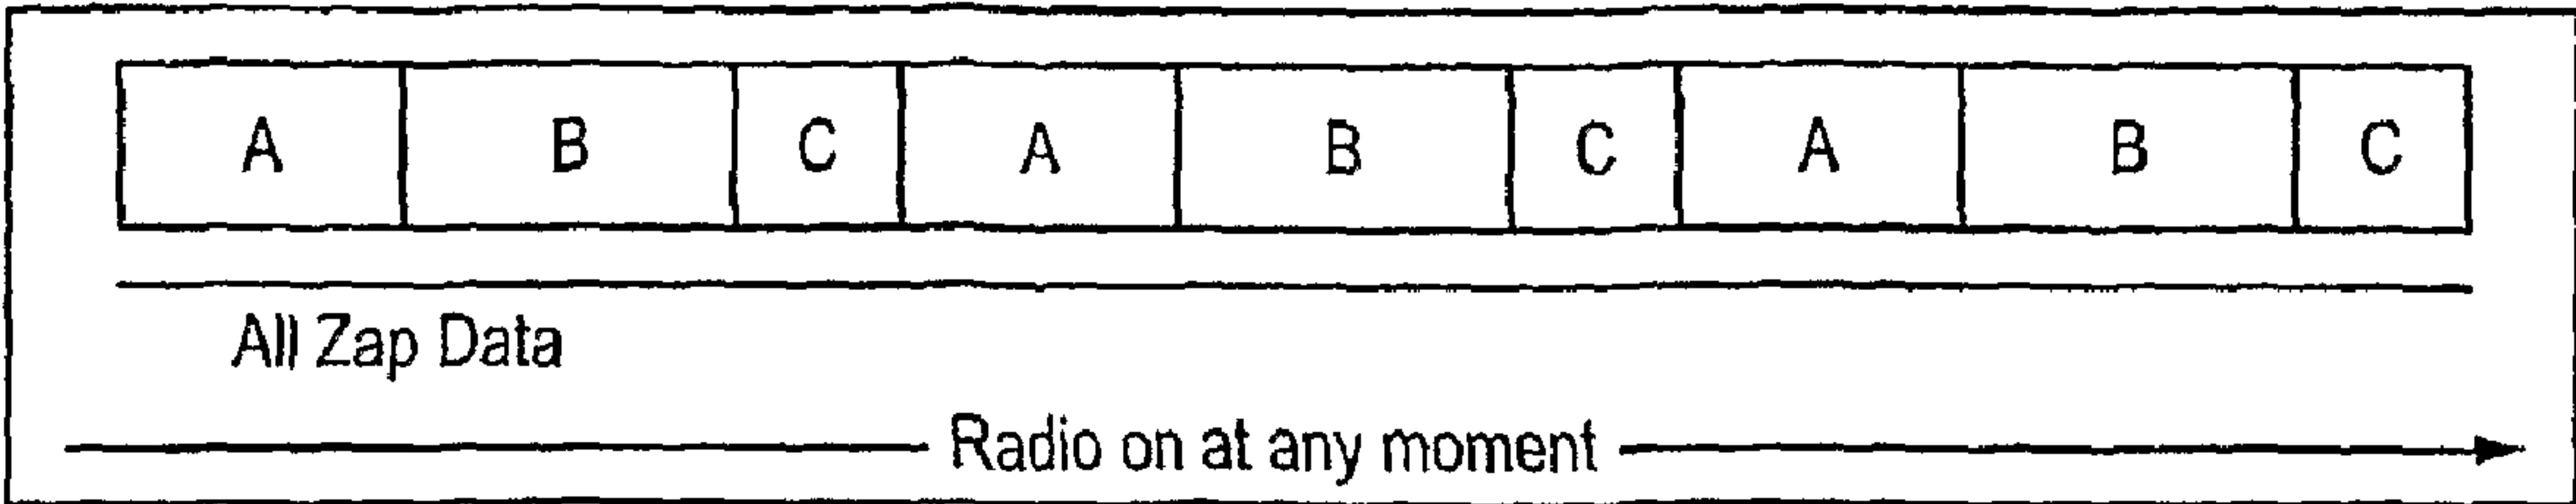 A B C A B C A B C
All Zap Data
Radio on at any moment